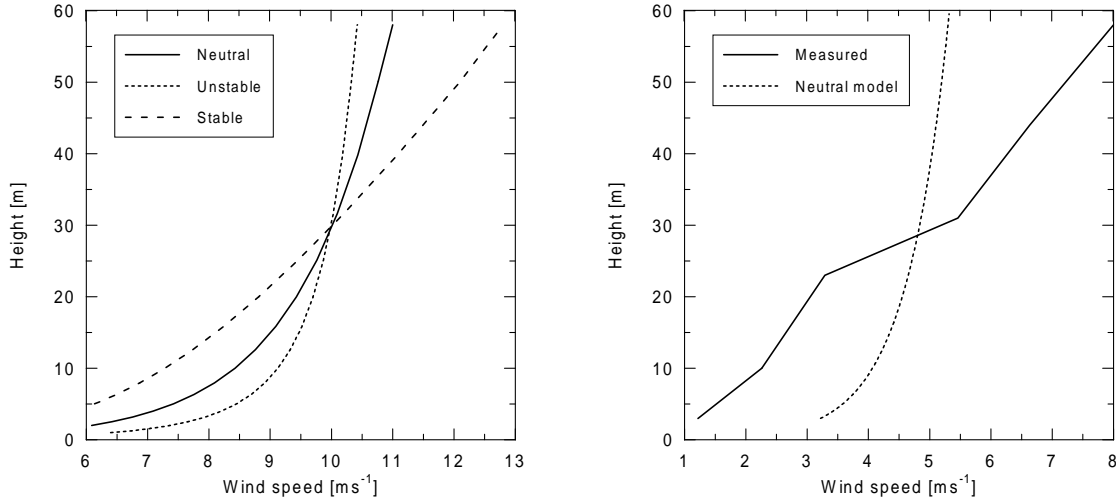 60
50
40
30
20
10
0
Height [m]
Neutral
Unstable
Stable
6 7 8 9 10 11 12 13
Wind speed [ms-1]
60
50
40
30
20
10
0
Height [m]
Measured
Neutral model
1 2 3 4 5 6 7 8
Wind speed [ms-1]